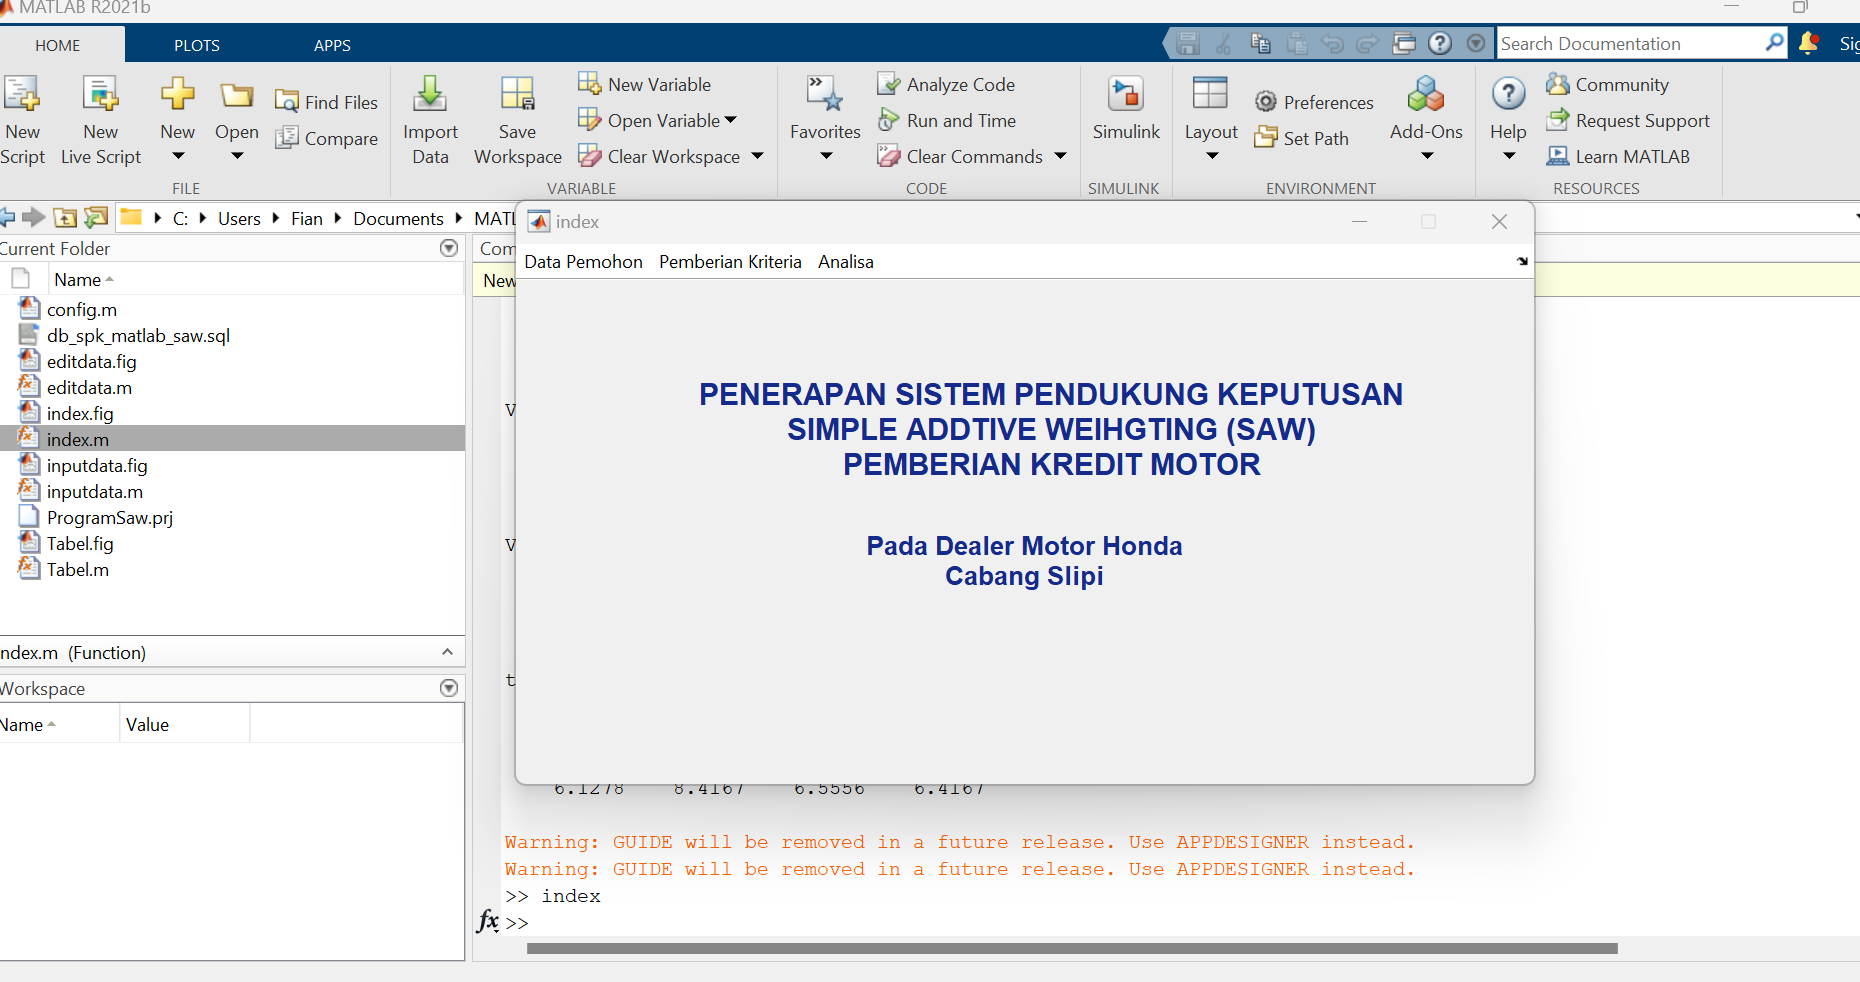 MATLAB R2021b
HOME PLOTS APPS
Search Documentation
New Script
New Live Script
New
Open
Find Files
Compare
FILE
Import Data
Save Workspace
New Variable
Open Variable
Clear Workspace
VARIABLE
Favorites
Analyze Code
Run and Time
Clear Commands
CODE
Simulink
SIMULINK
Layout
Preferences
Set Path
Add-Ons
ENVIRONMENT
Help
Community
Request Support
Learn MATLAB
RESOURCES
C: Users Fian Documents MATL
Current Folder
Name
config.m
db_spk_matlab_saw.sql
editdata.fig
editdata.m
index.fig
index.m
inputdata.fig
inputdata.m
ProgramSaw.prj
Tabel.fig
Tabel.m
ndex.m (Function)
Workspace
Name Value
Com
New
index
Data Pemohon Pemberian Kriteria Analisa
PENERAPAN SISTEM PENDUKUNG KEPUTUSAN
SIMPLE ADDTIVE WEIHGTING (SAW)
PEMBERIAN KREDIT MOTOR
Pada Dealer Motor Honda
Cabang Slipi
6.1278 8.4167 6.5556 6.4167
Warning: GUIDE will be removed in a future release. Use APPDESIGNER instead.
Warning: GUIDE will be removed in a future release. Use APPDESIGNER instead.
>> index
fx >>